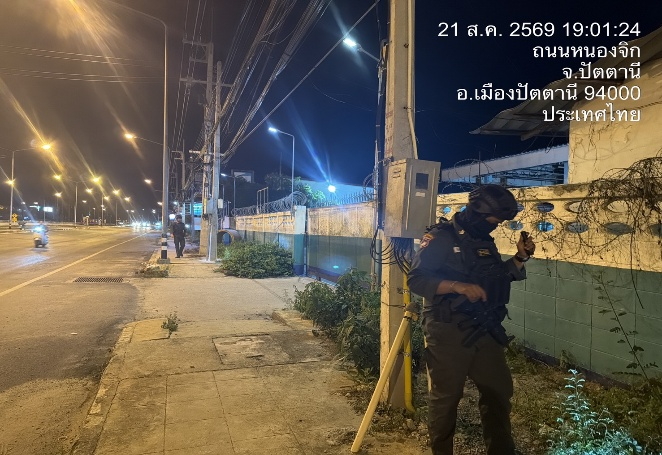 21 ส.ค. 2569 19:01:24
ถนนหนองจิก
จ.ปัตตานี
อ.เมืองปัตตานี 94000
ประเทศไทย